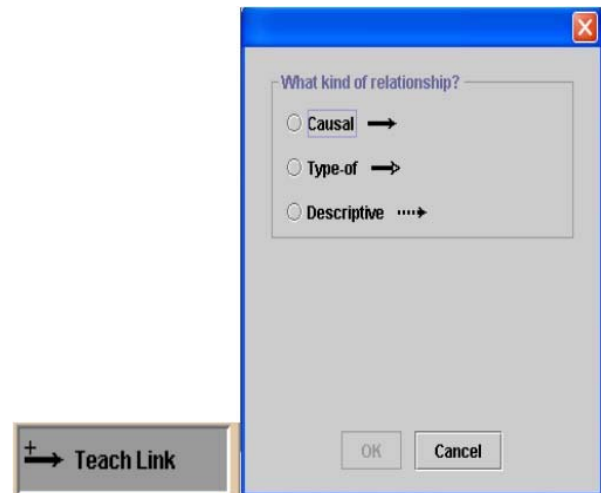 What kind of relationship?
Causal
Type-of
Descriptive
OK Cancel
Teach Link